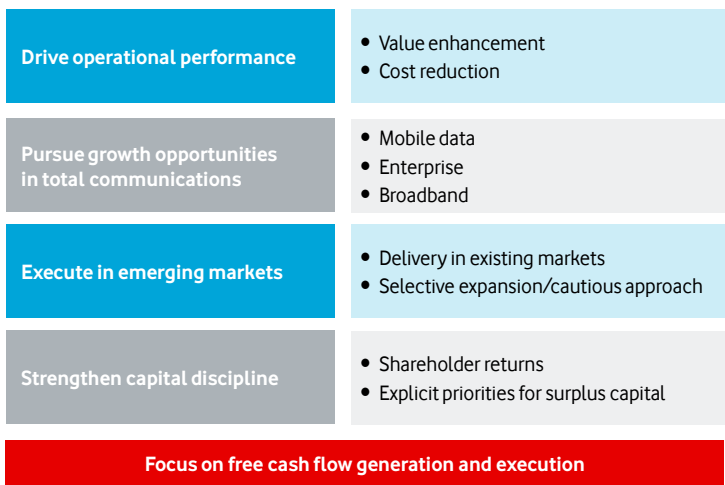 Drive operational performance
• Value enhancement
• Cost reduction
Pursue growth opportunities
in total communications
• Mobile data
• Enterprise
• Broadband
Execute in emerging markets
• Delivery in existing markets
• Selective expansion/cautious approach
Strengthen capital discipline
• Shareholder returns
• Explicit priorities for surplus capital
Focus on free cash flow generation and execution